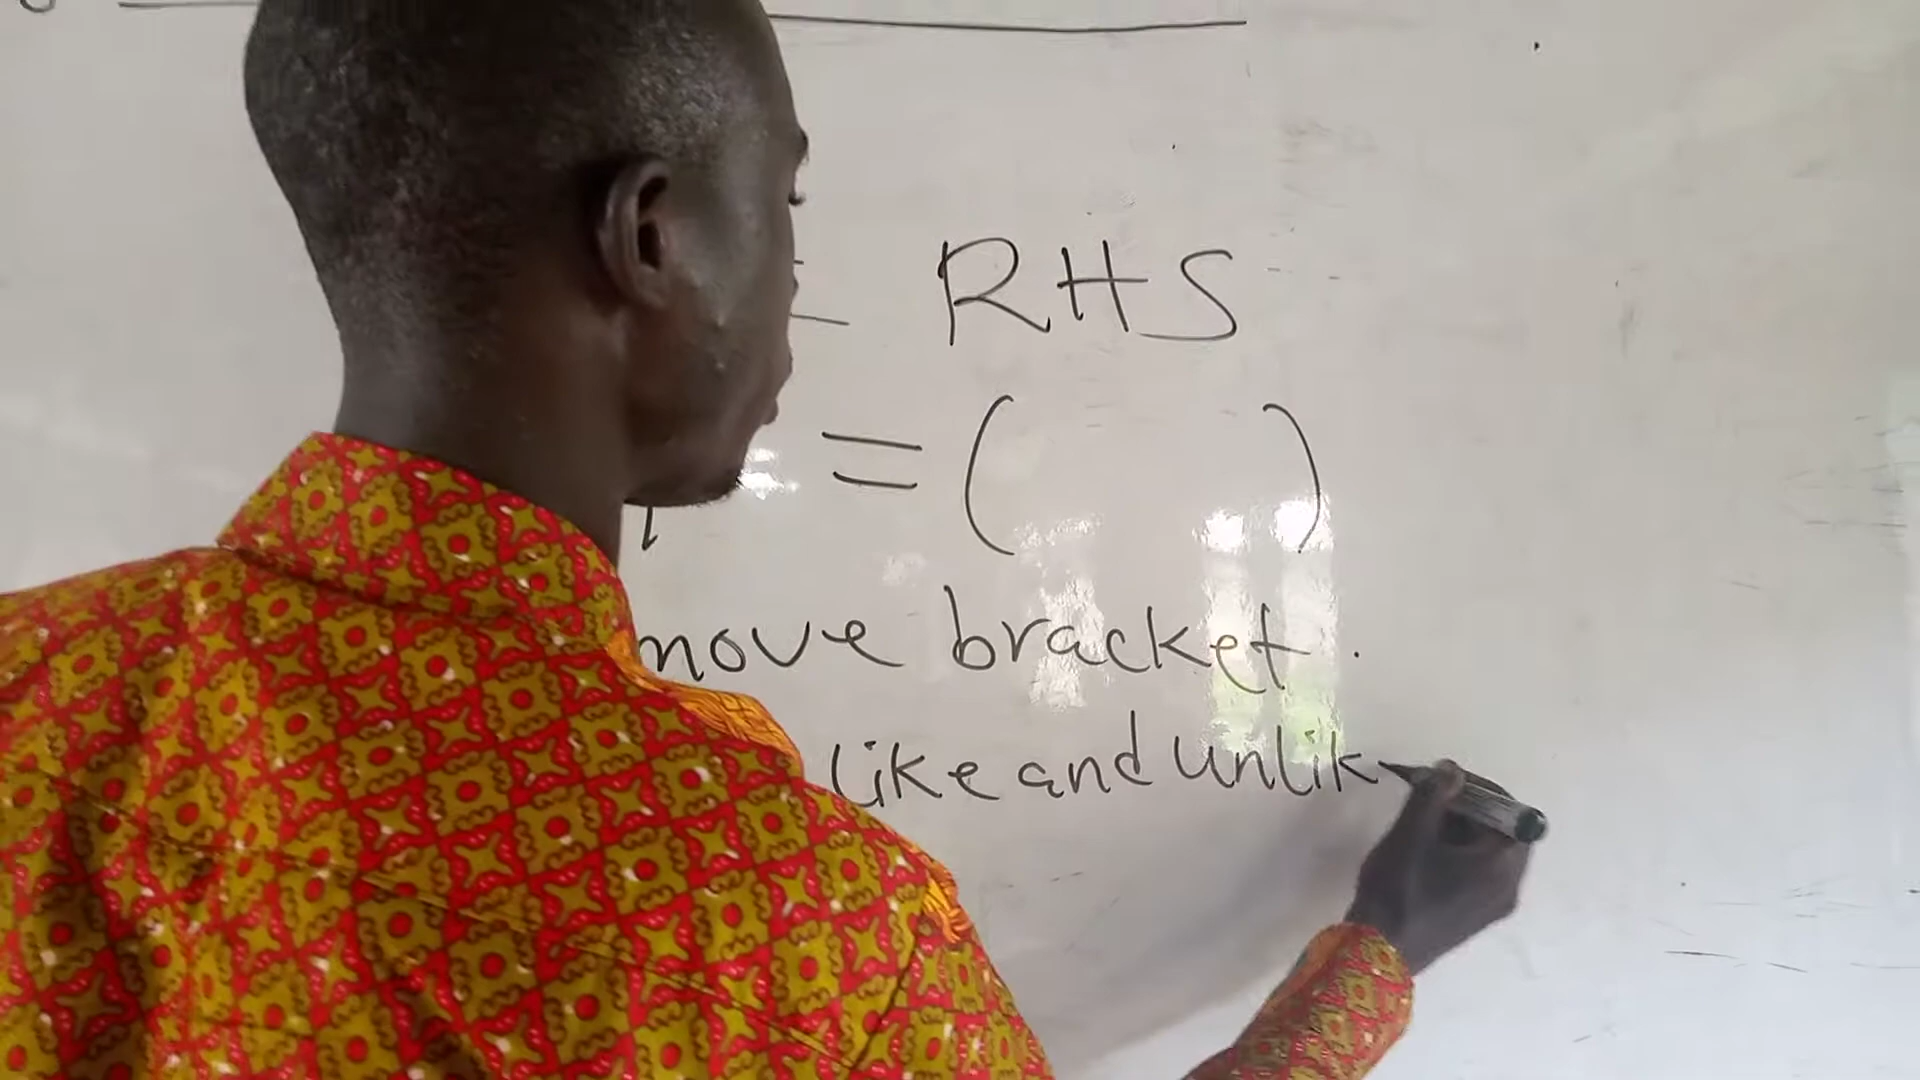 = RHS
= ( )
move bracket.
like and unlik